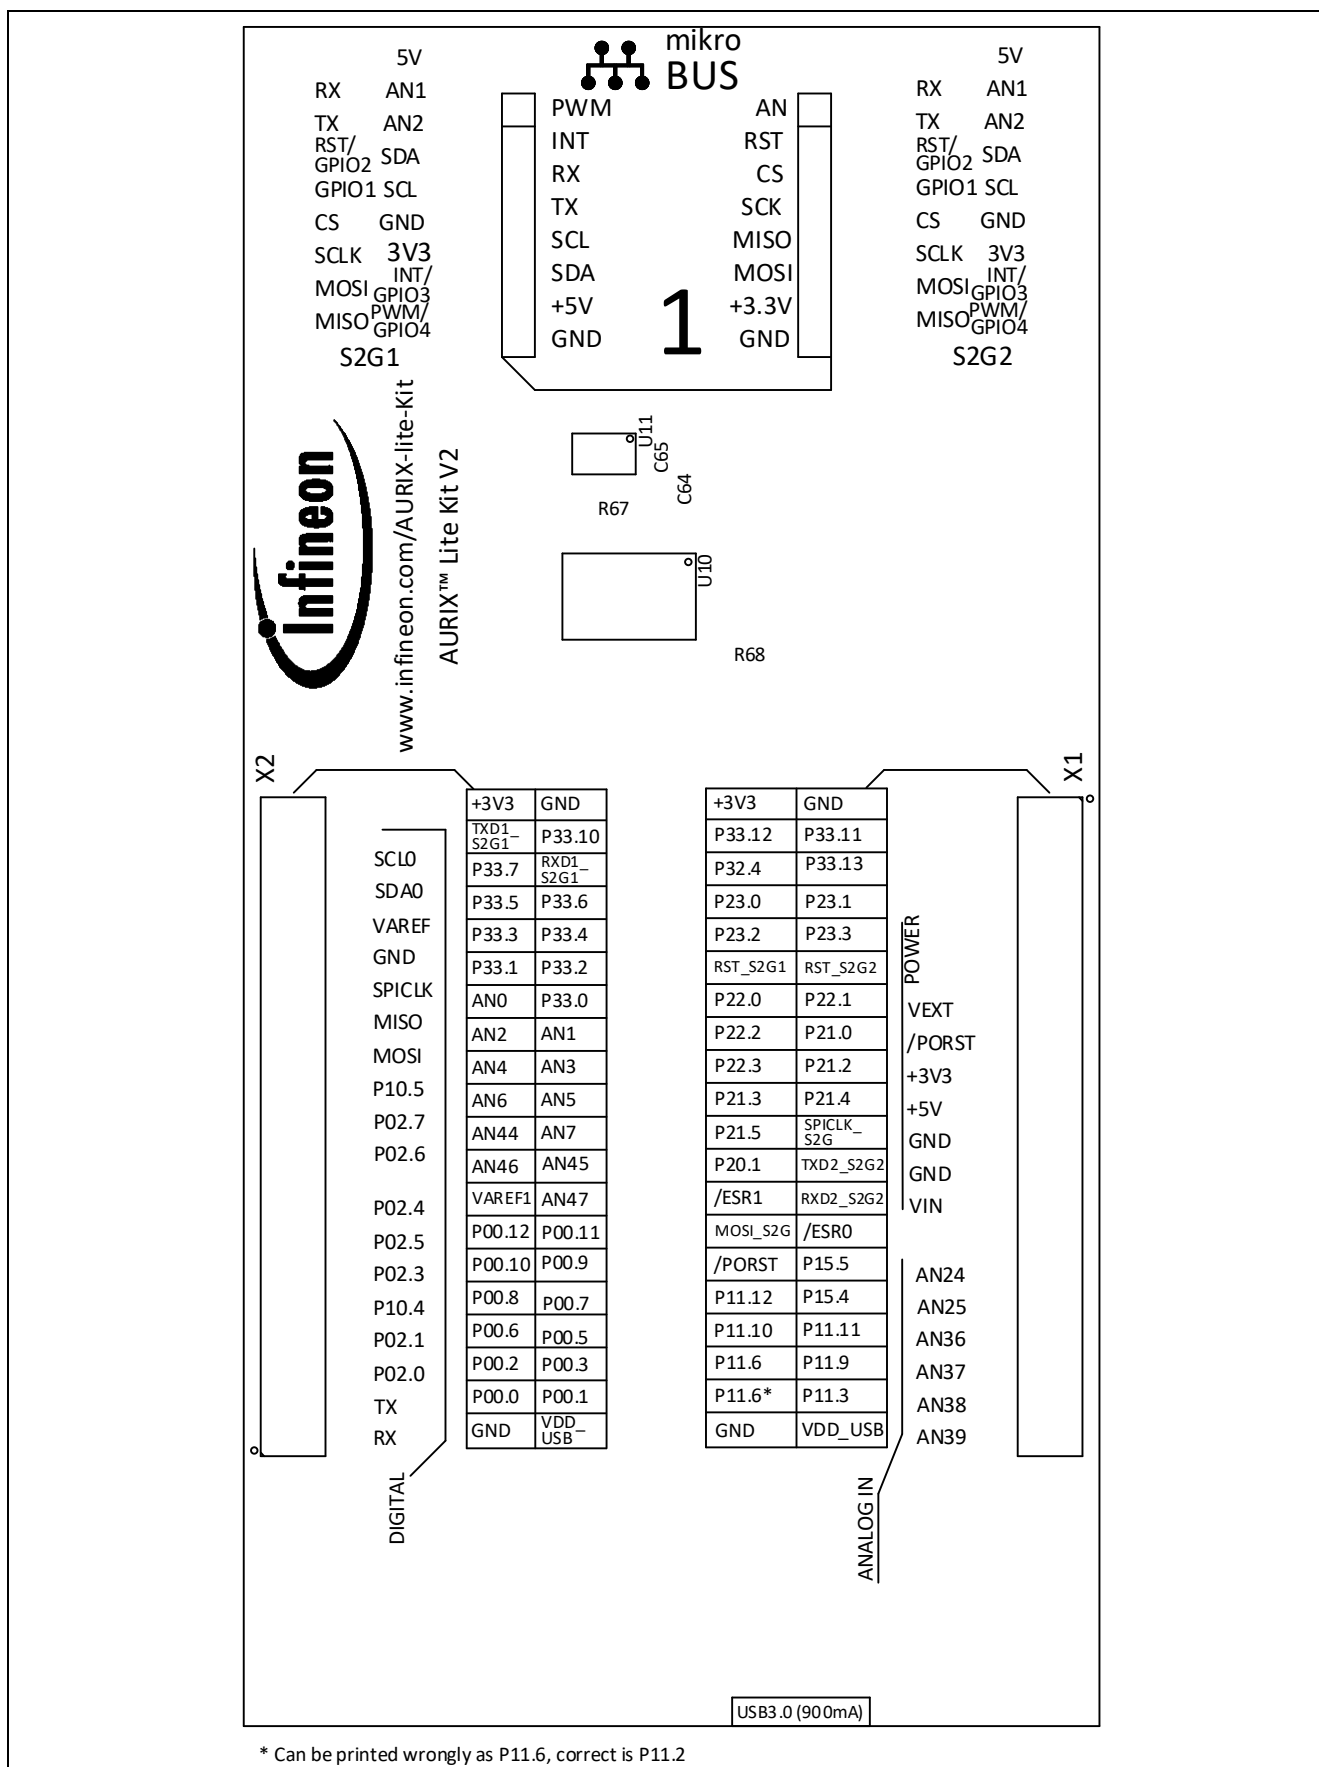 mikro
BUS
5V
RX AN1
TX AN2
RST/
GPIO2 SDA
GPIO1 SCL
CS GND
SCLK 3V3
MOSI INT/
GPIO3
MISO PWM/
GPIO4
S2G1
PWM AN
INT RST
RX CS
TX SCK
SCL MISO
SDA MOSI
+5V +3.3V
GND GND
1
5V
RX AN1
TX AN2
RST/
GPIO2 SDA
GPIO1 SCL
CS GND
SCLK 3V3
MOSI INT/
GPIO3
MISO PWM/
GPIO4
S2G2
Infineon
www.infineon.com/AURIX-lite-Kit
AURIX™ Lite Kit V2
U11
C65
C64
R67
U10
R68
X2
SCL0
SDA0
VAREF
GND
SPICLK
MISO
MOSI
P10.5
P02.7
P02.6
P02.4
P02.5
P02.3
P10.4
P02.1
P02.0
TX
RX
DIGITAL
+3V3 GND
TXD1_
S2G1 P33.10
P33.7 RXD1_
S2G1
P33.5 P33.6
P33.3 P33.4
P33.1 P33.2
AN0 P33.0
AN2 AN1
AN4 AN3
AN6 AN5
AN44 AN7
AN46 AN45
VAREF1 AN47
P00.12 P00.11
P00.10 P00.9
P00.8 P00.7
P00.6 P00.5
P00.2 P00.3
P00.0 P00.1
GND VDD_
USB
+3V3 GND
P33.12 P33.11
P32.4 P33.13
P23.0 P23.1
P23.2 P23.3
RST_S2G1 RST_S2G2
P22.0 P22.1
P22.2 P21.0
P22.3 P21.2
P21.3 P21.4
P21.5 SPICLK_
S2G
P20.1 TXD2_S2G2
/ESR1 RXD2_S2G2
MOSI_S2G /ESR0
/PORST P15.5
P11.12 P15.4
P11.10 P11.11
P11.6 P11.9
P11.6* P11.3
GND VDD_USB
X1
POWER
VEXT
/PORST
+3V3
+5V
GND
GND
VIN
AN24
AN25
AN36
AN37
AN38
AN39
ANALOG IN
USB3.0 (900mA)
* Can be printed wrongly as P11.6, correct is P11.2